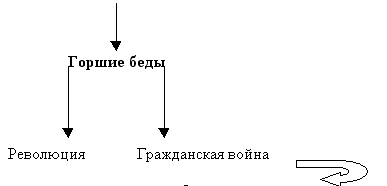 Горшие беды
Революция Гражданская война
-